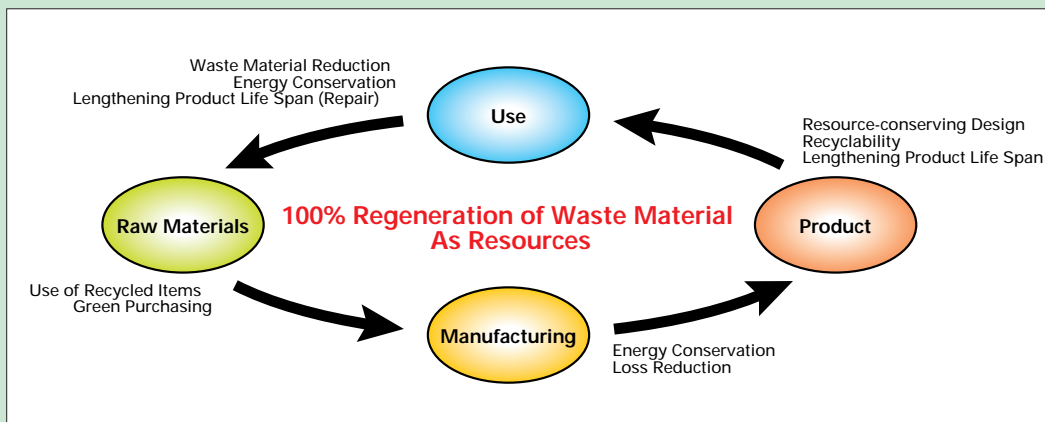 Waste Material Reduction
Energy Conservation
Lengthening Product Life Span (Repair)
Use
Resource-conserving Design
Recyclability
Lengthening Product Life Span
Raw Materials
100% Regeneration of Waste Material
As Resources
Product
Use of Recycled Items
Green Purchasing
Manufacturing
Energy Conservation
Loss Reduction